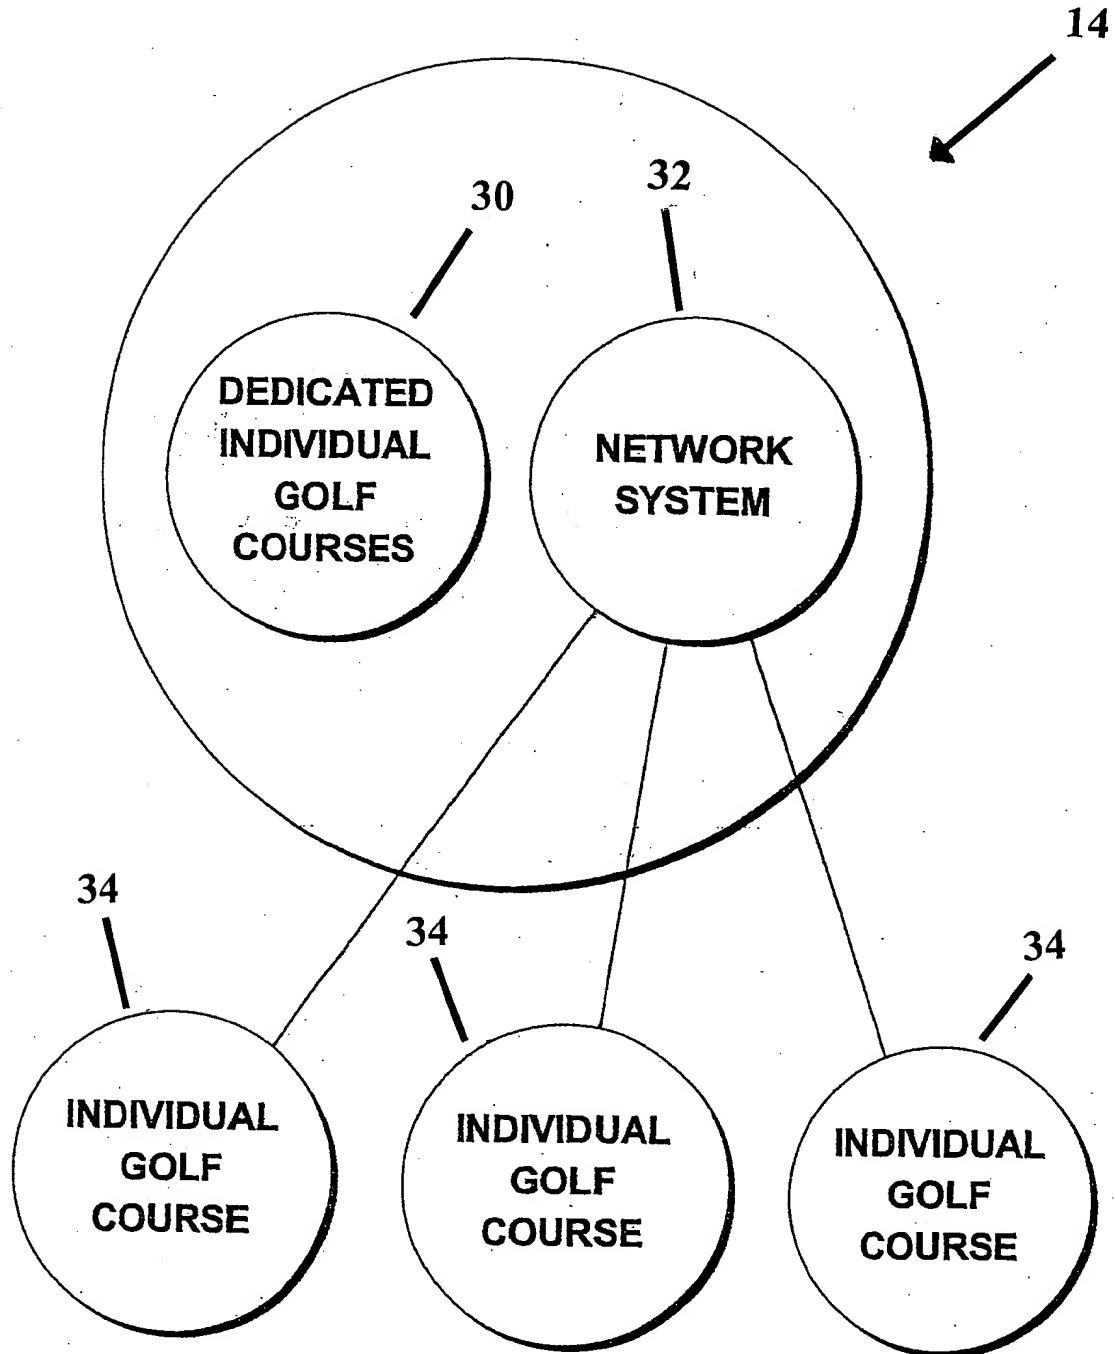 14
32
30
DEDICATED
INDIVIDUAL
GOLF
COURSES
NETWORK
SYSTEM
34
34
34
INDIVIDUAL
GOLF
COURSE
INDIVIDUAL
GOLF
COURSE
INDIVIDUAL
GOLF
COURSE